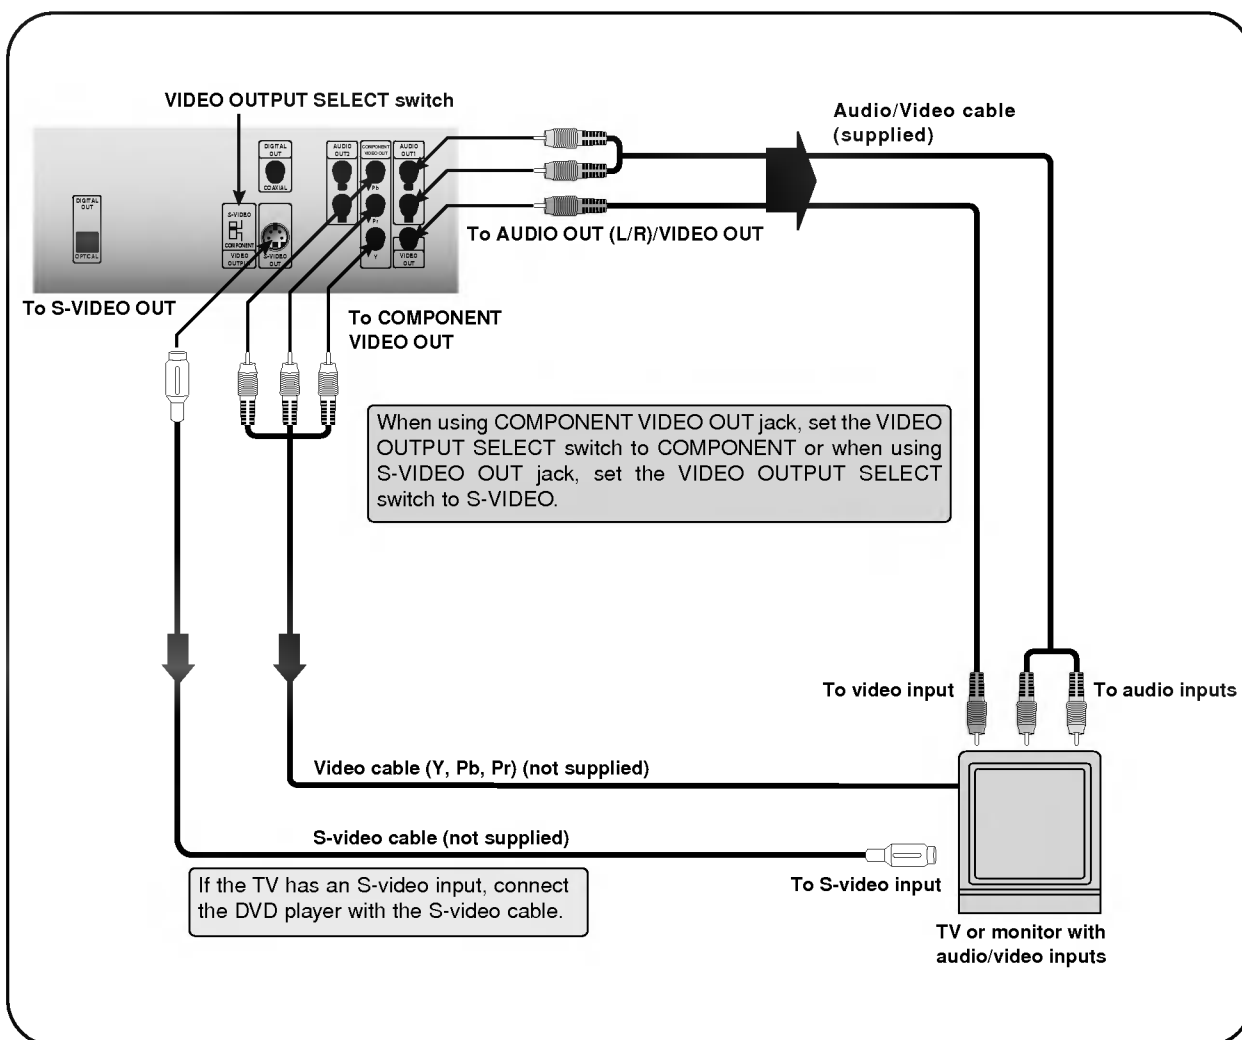 VIDEO OUTPUT SELECT switch
Audio/Video cable
(supplied)
DIGITAL
OUT
COAXIAL
AUDIO
OUT2
COMPONENT
VIDEO OUT
AUDIO
OUT1
Pb
Pr
Y
DIGITAL
OUT
OPTCAL
S-VIDEO
COMPONENT
VIDEO
OUTPUT
S-VIDEO
OUT
VIDEO
OUT
To AUDIO OUT (L/R)/VIDEO OUT
To S-VIDEO OUT
To COMPONENT
VIDEO OUT
When using COMPONENT VIDEO OUT jack, set the VIDEO
OUTPUT SELECT switch to COMPONENT or when using
S-VIDEO OUT jack, set the VIDEO OUTPUT SELECT
switch to S-VIDEO.
To video input
To audio inputs
Video cable (Y, Pb, Pr) (not supplied)
S-video cable (not supplied)
If the TV has an S-video input, connect
the DVD player with the S-video cable.
To S-video input
TV or monitor with
audio/video inputs